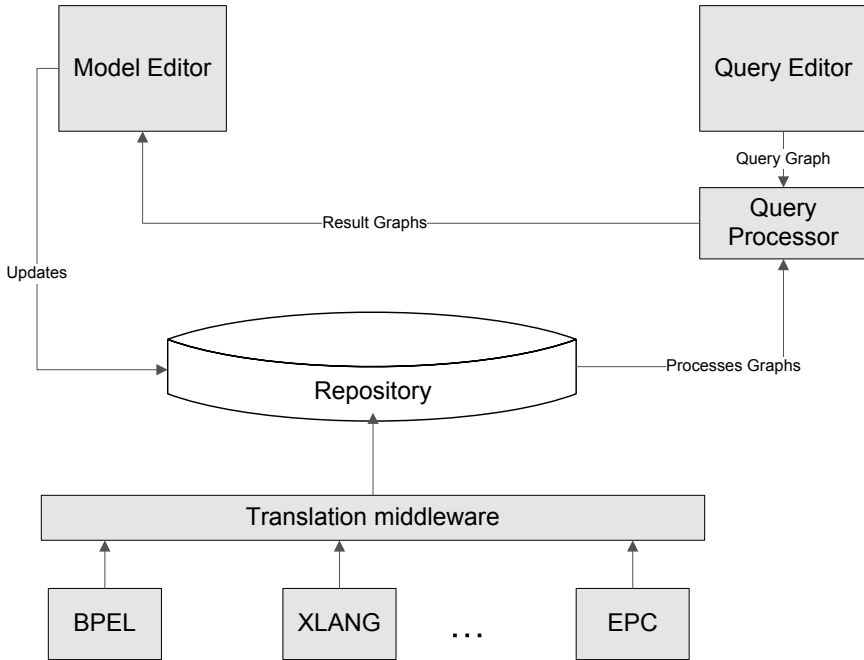 Model Editor
Query Editor
Query Graph
Query
Processor
Result Graphs
Updates
Repository
Processes Graphs
Translation middleware
BPEL
XLANG
...
EPC